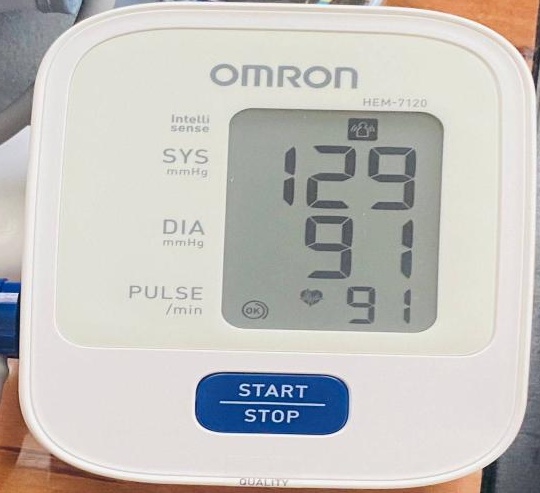 OMRON
HEM-7120
Intelli
sense
SYS
mmHg
129
DIA
mmHg
91
PULSE
/min
OK
91
START
STOP
QUALITY